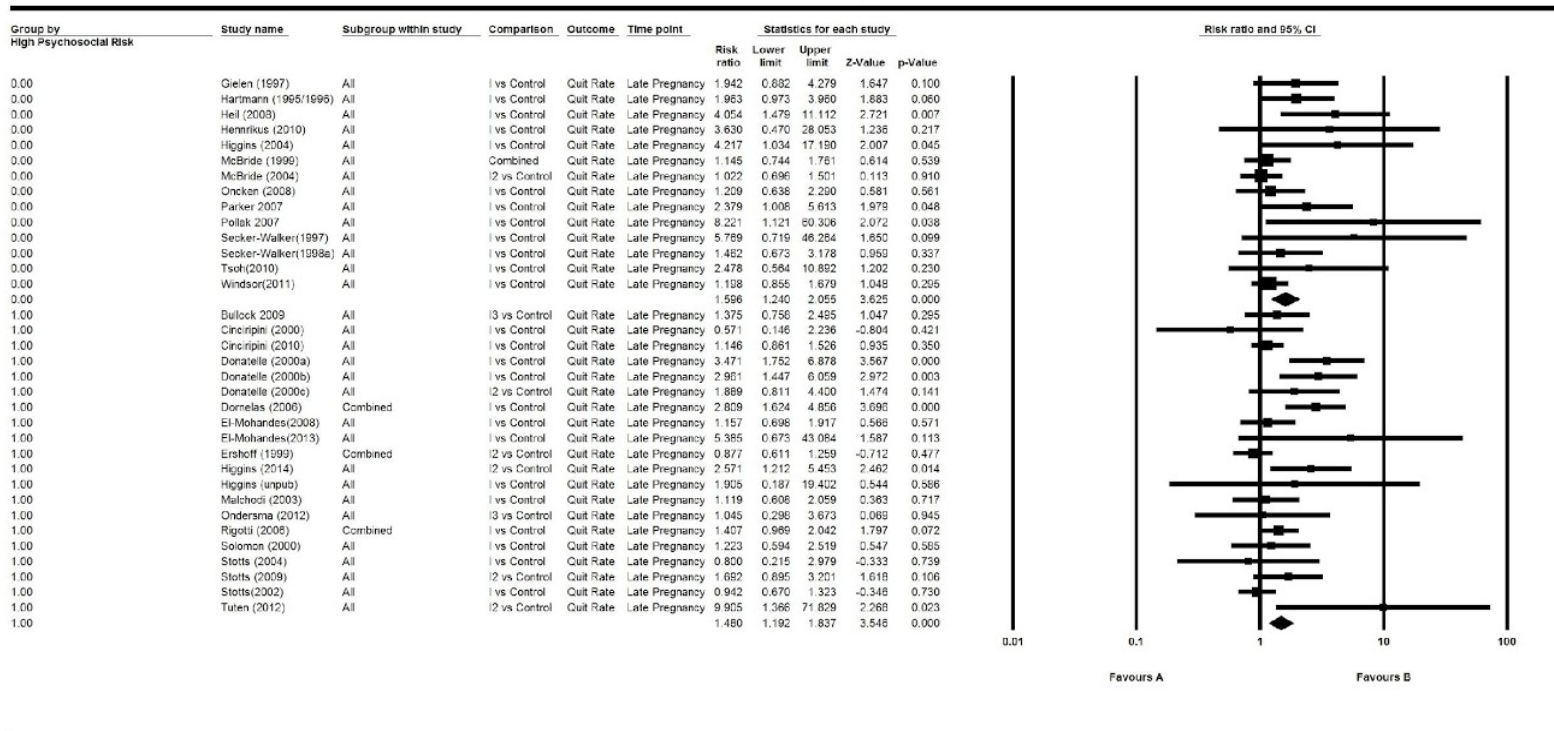 Group by Study name Subgroup within study Comparison Outcome Time point Statistics for each study Risk ratio and 95% CI
High Psychosocial Risk
Risk ratio Lower limit Upper limit Z-Value p-Value
0.00 Gielen (1997) All I vs Control Quit Rate Late Pregnancy 1.942 0.882 4.279 1.647 0.100
0.00 Hartmann (1995/1996) All I vs Control Quit Rate Late Pregnancy 1.963 0.973 3.960 1.883 0.060
0.00 Heil (2008) All I vs Control Quit Rate Late Pregnancy 4.054 1.479 11.112 2.721 0.007
0.00 Hennrikus (2010) All I vs Control Quit Rate Late Pregnancy 3.630 0.470 28.053 1.236 0.217
0.00 Higgins (2004) All I vs Control Quit Rate Late Pregnancy 4.217 1.034 17.190 2.007 0.045
0.00 McBride (1999) All Combined Quit Rate Late Pregnancy 1.145 0.744 1.761 0.614 0.539
0.00 McBride (2004) All I2 vs Control Quit Rate Late Pregnancy 1.022 0.696 1.501 0.113 0.910
0.00 Oncken (2008) All I vs Control Quit Rate Late Pregnancy 1.209 0.638 2.290 0.581 0.561
0.00 Parker 2007 All I vs Control Quit Rate Late Pregnancy 2.379 1.008 5.613 1.979 0.048
0.00 Pollak 2007 All I vs Control Quit Rate Late Pregnancy 8.221 1.121 60.306 2.072 0.038
0.00 Secker-Walker(1997) All I vs Control Quit Rate Late Pregnancy 5.769 0.719 46.264 1.650 0.099
0.00 Secker-Walker(1998a) All I vs Control Quit Rate Late Pregnancy 1.462 0.673 3.178 0.959 0.337
0.00 Tsoh(2010) All I vs Control Quit Rate Late Pregnancy 2.478 0.564 10.892 1.202 0.230
0.00 Windsor(2011) All I vs Control Quit Rate Late Pregnancy 1.198 0.855 1.679 1.048 0.295
0.00 1.596 1.240 2.055 3.625 0.000
1.00 Bullock 2009 All I3 vs Control Quit Rate Late Pregnancy 1.375 0.758 2.495 1.047 0.295
1.00 Cinciripini (2000) All I vs Control Quit Rate Late Pregnancy 0.571 0.146 2.236 -0.804 0.421
1.00 Cinciripini (2010) All I vs Control Quit Rate Late Pregnancy 1.146 0.861 1.526 0.935 0.350
1.00 Donatelle (2000a) All I vs Control Quit Rate Late Pregnancy 3.471 1.752 6.878 3.567 0.000
1.00 Donatelle (2000b) All I vs Control Quit Rate Late Pregnancy 2.961 1.447 6.059 2.972 0.003
1.00 Donatelle (2000c) All I2 vs Control Quit Rate Late Pregnancy 1.889 0.811 4.400 1.474 0.141
1.00 Dornelas (2006) Combined I vs Control Quit Rate Late Pregnancy 2.809 1.624 4.856 3.696 0.000
1.00 El-Mohandes(2008) All I vs Control Quit Rate Late Pregnancy 1.157 0.698 1.917 0.566 0.571
1.00 El-Mohandes(2013) All I vs Control Quit Rate Late Pregnancy 5.385 0.673 43.084 1.587 0.113
1.00 Ershoff (1999) Combined I2 vs Control Quit Rate Late Pregnancy 0.877 0.611 1.259 -0.712 0.477
1.00 Higgins (2014) All I2 vs Control Quit Rate Late Pregnancy 2.571 1.212 5.453 2.462 0.014
1.00 Higgins (unpub) All I vs Control Quit Rate Late Pregnancy 1.905 0.187 19.402 0.544 0.586
1.00 Malchodi (2003) All I vs Control Quit Rate Late Pregnancy 1.119 0.608 2.059 0.363 0.717
1.00 Ondersma (2012) All I3 vs Control Quit Rate Late Pregnancy 1.045 0.298 3.673 0.069 0.945
1.00 Rigotti (2006) Combined I vs Control Quit Rate Late Pregnancy 1.407 0.969 2.042 1.797 0.072
1.00 Solomon (2000) All I vs Control Quit Rate Late Pregnancy 1.223 0.594 2.519 0.547 0.585
1.00 Stotts (2004) All I vs Control Quit Rate Late Pregnancy 0.800 0.215 2.979 -0.333 0.739
1.00 Stotts (2009) All I2 vs Control Quit Rate Late Pregnancy 1.692 0.895 3.201 1.618 0.106
1.00 Stotts(2002) All I vs Control Quit Rate Late Pregnancy 0.942 0.670 1.323 -0.346 0.730
1.00 Tuten (2012) All I2 vs Control Quit Rate Late Pregnancy 9.905 1.366 71.829 2.268 0.023
1.00 1.480 1.192 1.837 3.546 0.000
0.01 0.1 1 10 100
Favours A Favours B